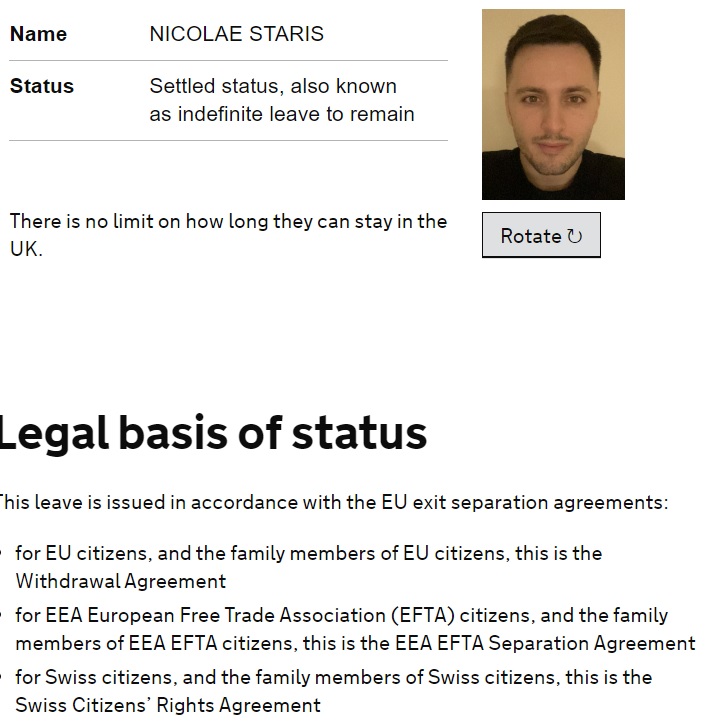 Name NICOLAE STARIS
Status Settled status, also known
as indefinite leave to remain
There is no limit on how long they can stay in the
UK.
Rotate ↻
Legal basis of status
This leave is issued in accordance with the EU exit separation agreements:
• for EU citizens, and the family members of EU citizens, this is the
Withdrawal Agreement
• for EEA European Free Trade Association (EFTA) citizens, and the family
members of EEA EFTA citizens, this is the EEA EFTA Separation Agreement
• for Swiss citizens, and the family members of Swiss citizens, this is the
Swiss Citizens’ Rights Agreement